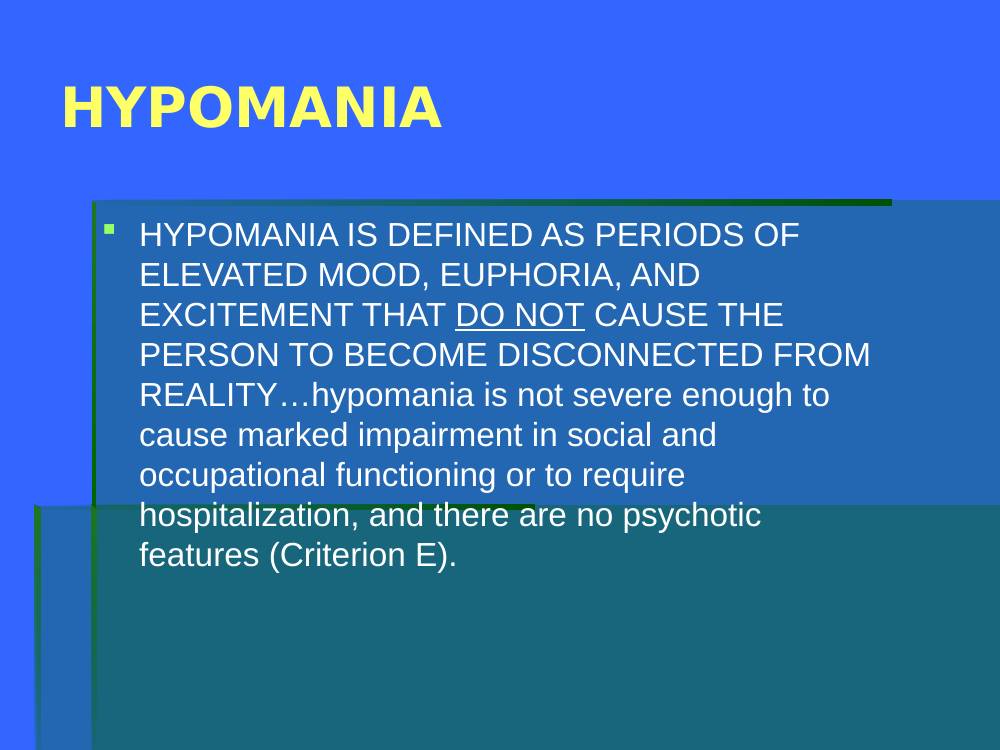 HYPOMANIA
HYPOMANIA IS DEFINED AS PERIODS OF
ELEVATED MOOD, EUPHORIA, AND
EXCITEMENT THAT DO NOT CAUSE THE
PERSON TO BECOME DISCONNECTED FROM
REALITY…hypomania is not severe enough to
cause marked impairment in social and
occupational functioning or to require
hospitalization, and there are no psychotic
features (Criterion E).